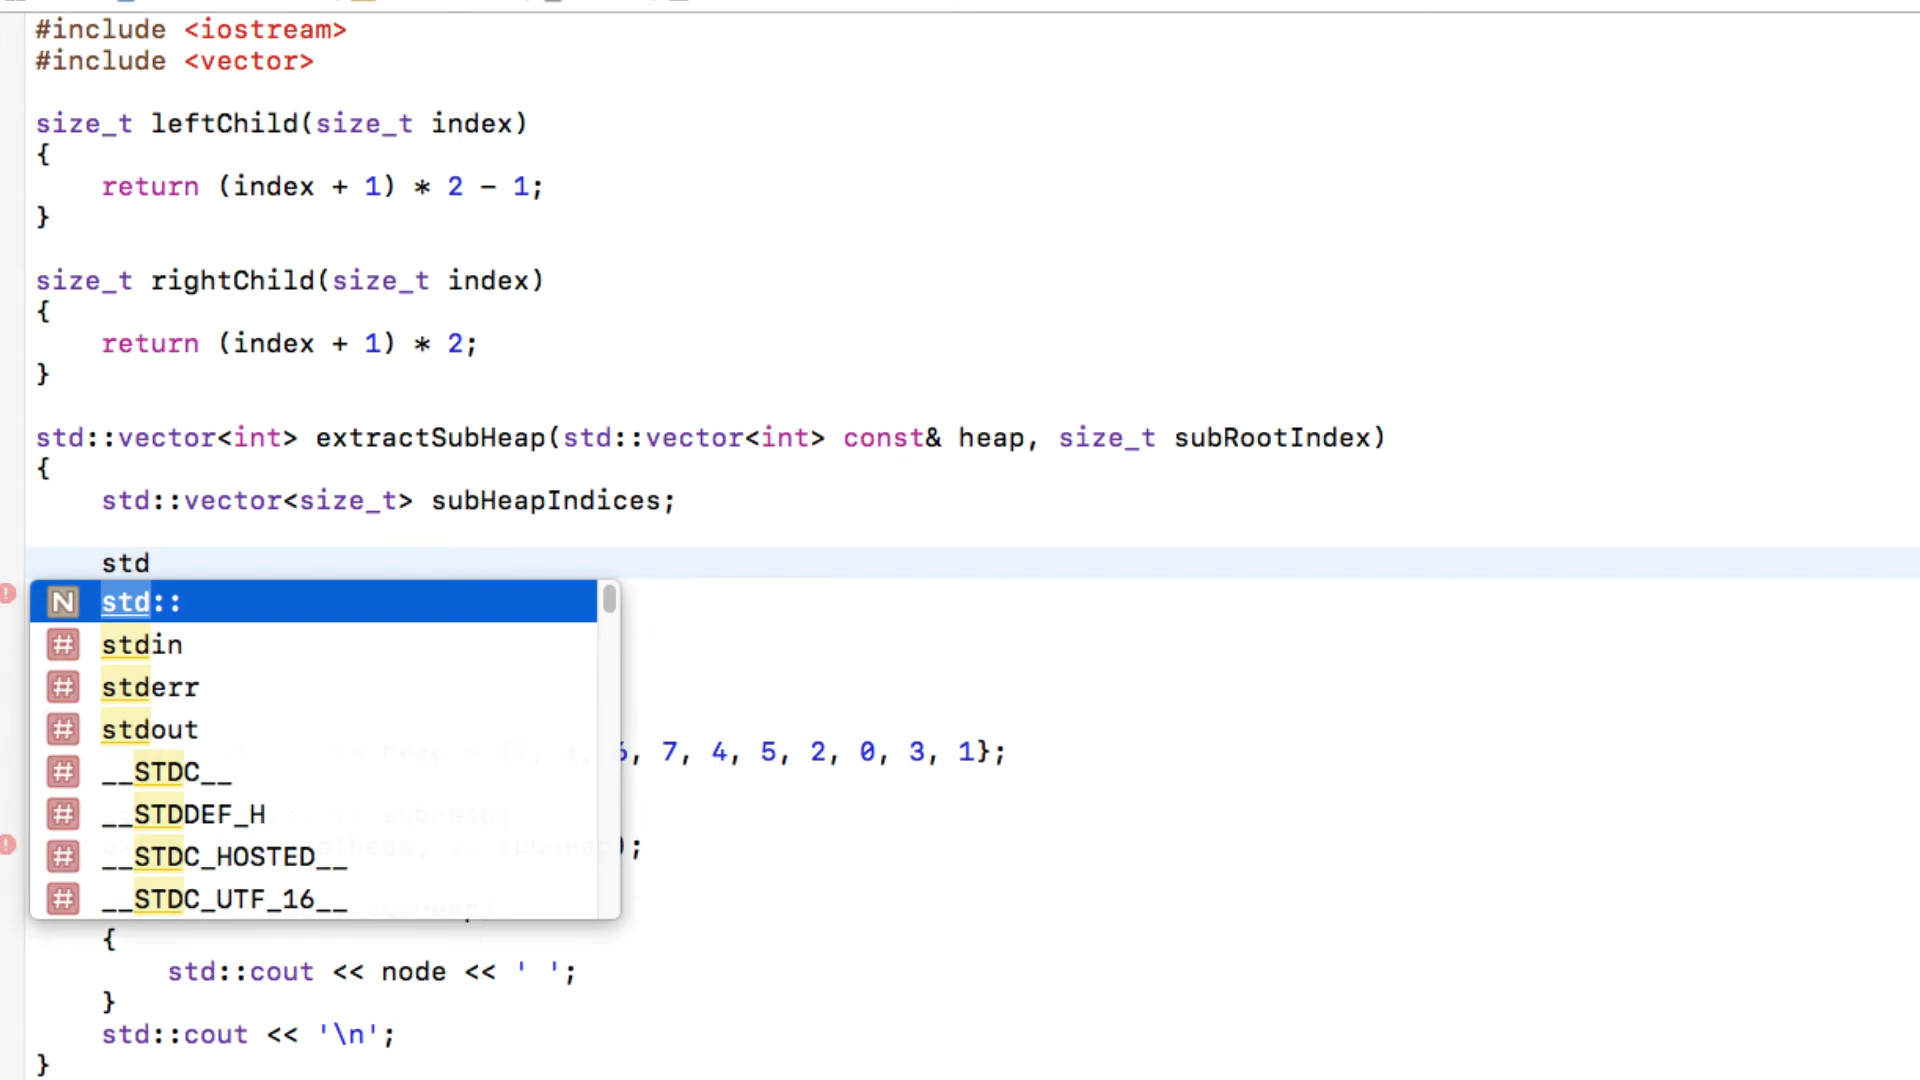 #include <iostream>
#include <vector>
size_t leftChild(size_t index)
{
    return (index + 1) * 2 - 1;
}
size_t rightChild(size_t index)
{
    return (index + 1) * 2;
}
std::vector<int> extractSubHeap(std::vector<int> const& heap, size_t subRootIndex)
{
    std::vector<size_t> subHeapIndices;
    std
N std::
# stdin
# stderr
# stdout
heap = , 7, 4, 5, 2, 0, 3, 1};
# __STDC__
# __STDDEF_H
subHeap;
);
# __STDC_HOSTED__
# __STDC_UTF_16__
    {
        std::cout << node << ' ';
    }
    std::cout << '\n';
}